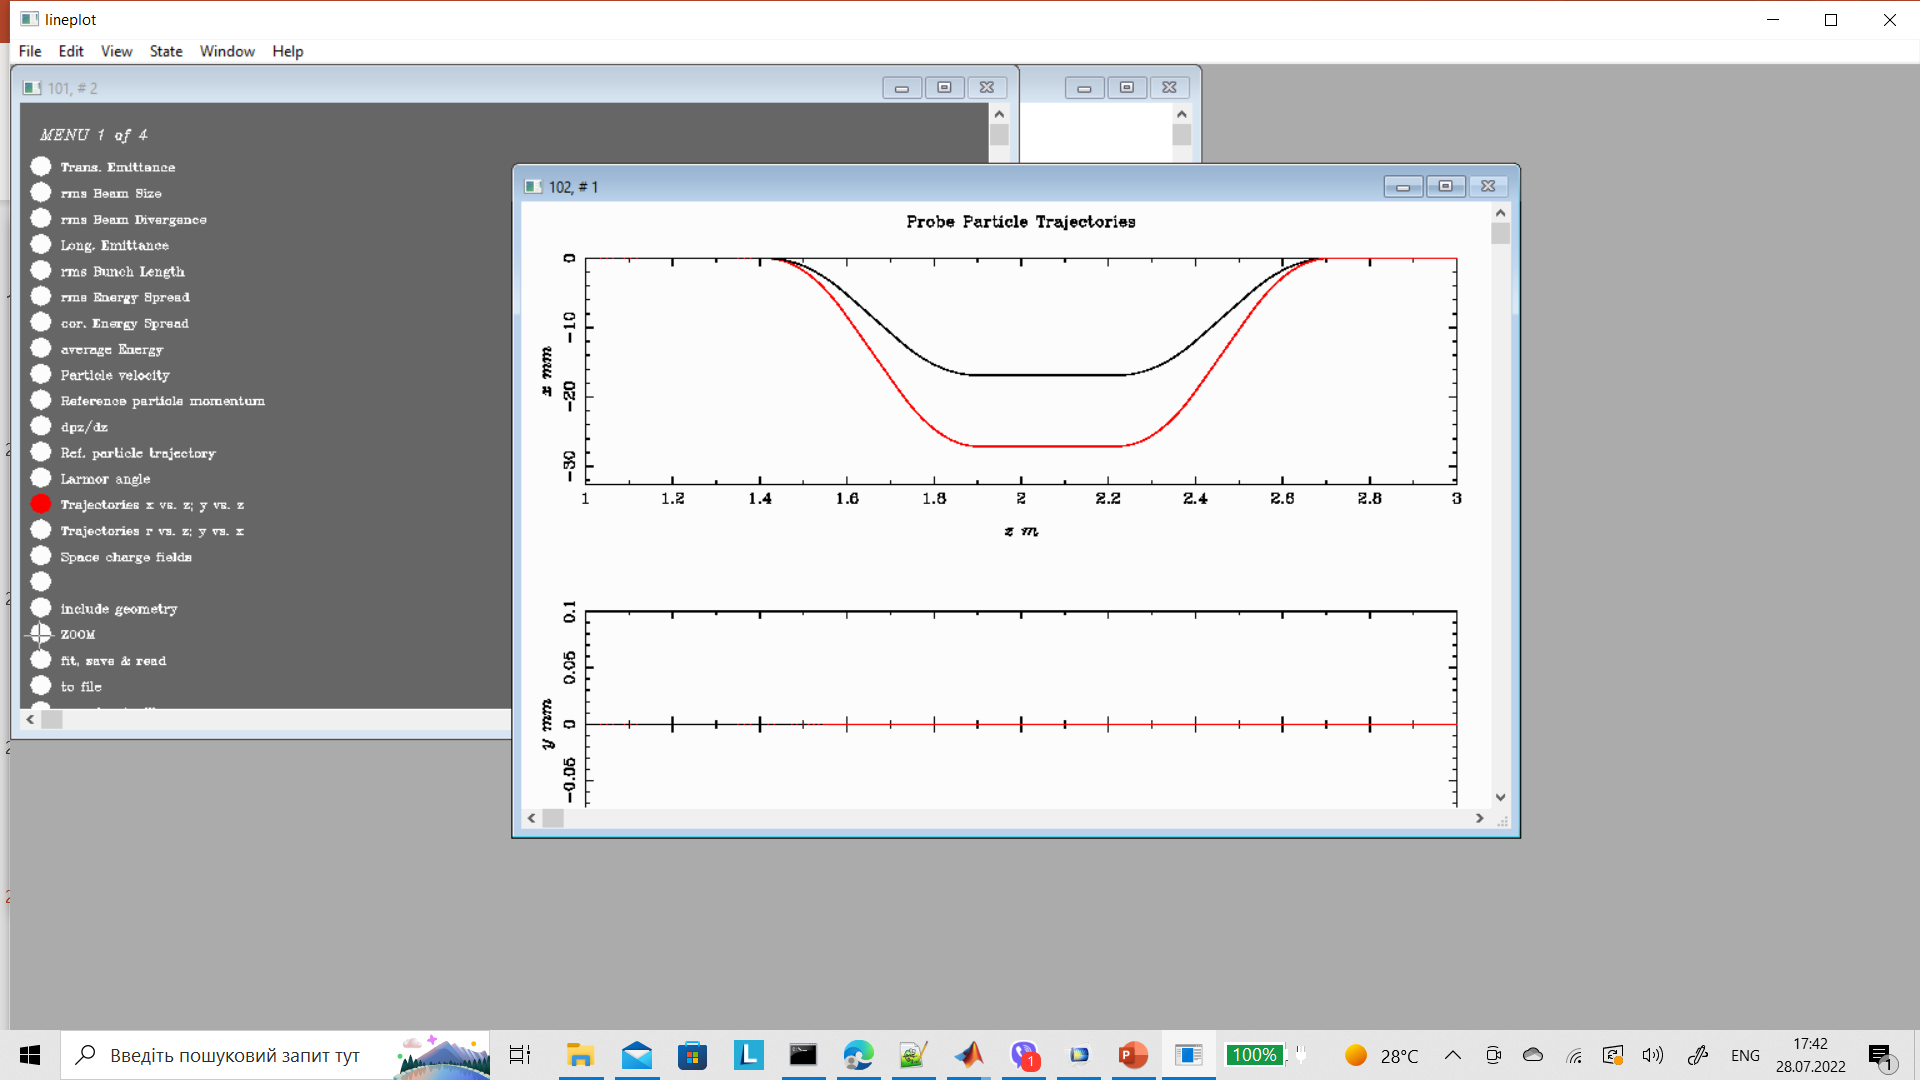 lineplot
File Edit View State Window Help
101, # 2
MENU 1 of 4
Trans. Emittance
rms Beam Size
rms Beam Divergence
Long. Emittance
rms Bunch Length
rms Energy Spread
cor. Energy Spread
average Energy
Particle velocity
Reference particle momentum
dpz/dz
Ref. particle trajectory
Larmor angle
Trajectories x vs. z; y vs. z
Trajectories r vs. z; y vs. x
Space charge fields
include geometry
ZOOM
fit, save & read
to file
102, # 1
Probe Particle Trajectories
0
-10
-20
-30
x mm
1 1.2 1.4 1.6 1.8 2 2.2 2.4 2.6 2.8 3
z m
0.1
0.05
0
-0.05
y mm
Введіть пошуковий запит тут
L
P
1
100%
28°C
ENG
17:42
28.07.2022
1